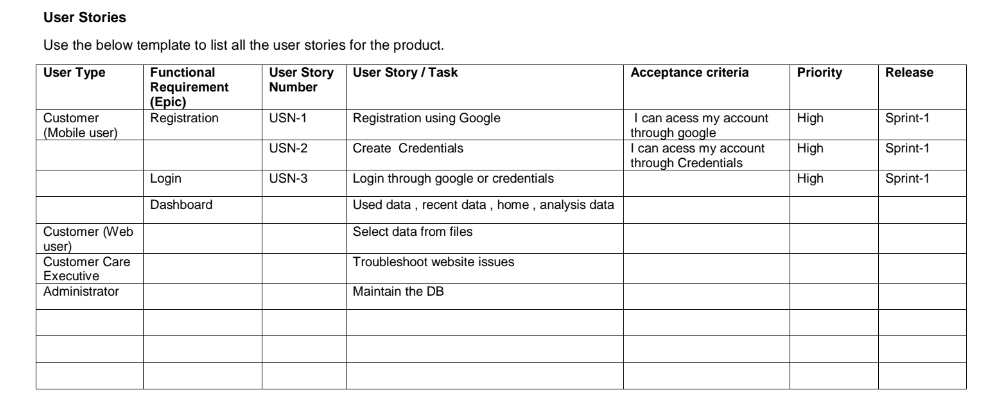 User Stories
Use the below template to list all the user stories for the product.
User Type Functional Requirement (Epic) User Story Number User Story / Task Acceptance criteria Priority Release
Customer (Mobile user) Registration USN-1 Registration using Google I can acess my account through google High Sprint-1
USN-2 Create Credentials I can acess my account through Credentials High Sprint-1
Login USN-3 Login through google or credentials High Sprint-1
Dashboard Used data , recent data , home , analysis data
Customer (Web user) Select data from files
Customer Care Executive Troubleshoot website issues
Administrator Maintain the DB